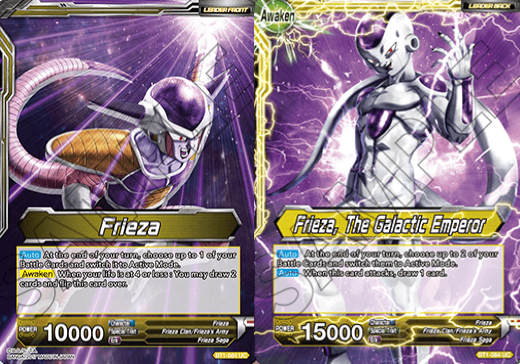 LEADER FRONT
Frieza
Auto At the end of your turn, choose up to 1 of your
Battle Cards and switch it to Active Mode.
Awaken When your life is at 4 or less : You may draw 2
cards and flip this card over.
POWER 10000
Character Frieza
Special Trait Frieza Clan/Frieza's Army
Era Frieza Saga
BANDAI 2017 MADE IN JAPAN
BT1-084 UC
Awaken
LEADER BACK
Frieza, The Galactic Emperor
Auto At the end of your turn, choose up to 2 of your
Battle Cards and switch them to Active Mode.
Auto When this card attacks, draw 1 card.
POWER 15000
Character Frieza
Special Trait Frieza Clan/Frieza's Army
Era Frieza Saga
BT1-084 UC